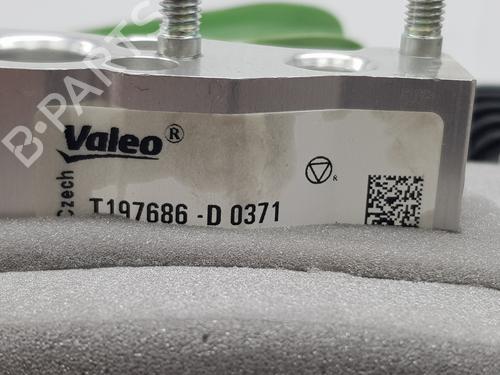 Valeo®
Czech
T197686 -D 0371
R
B-PARTS